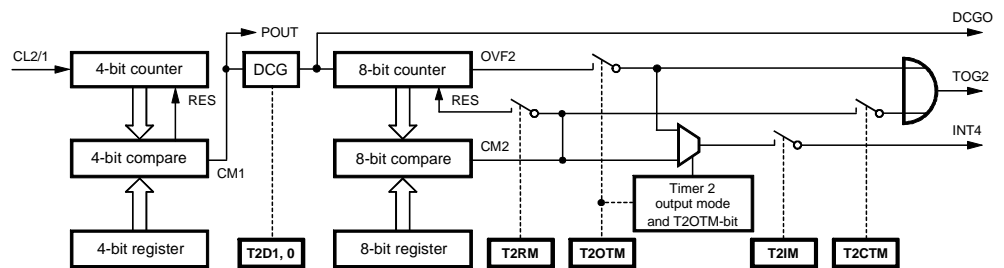 DCGO
POUT
CL2/1
4-bit counter
DCG
8-bit counter
OVF2
TOG2
RES
RES
4-bit compare
CM1
8-bit compare
CM2
INT4
Timer 2
output mode
and T2OTM-bit
4-bit register
T2D1, 0
8-bit register
T2RM
T2OTM
T2IM
T2CTM